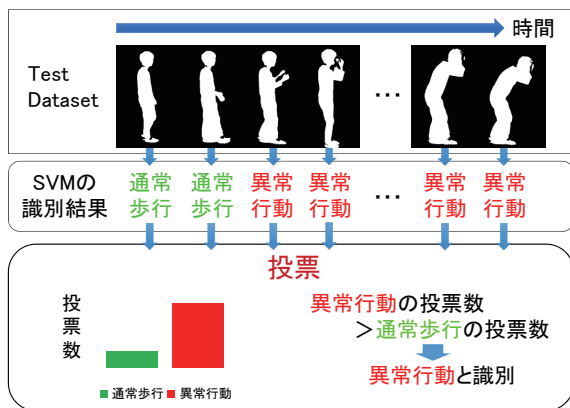 時間
Test
Dataset
…
SVMの
識別結果
通常
歩行
通常
歩行
異常
行動
異常
行動
…
異常
行動
異常
行動
投票
投票数
異常行動の投票数
＞通常歩行の投票数
異常行動と識別
通常歩行 異常行動